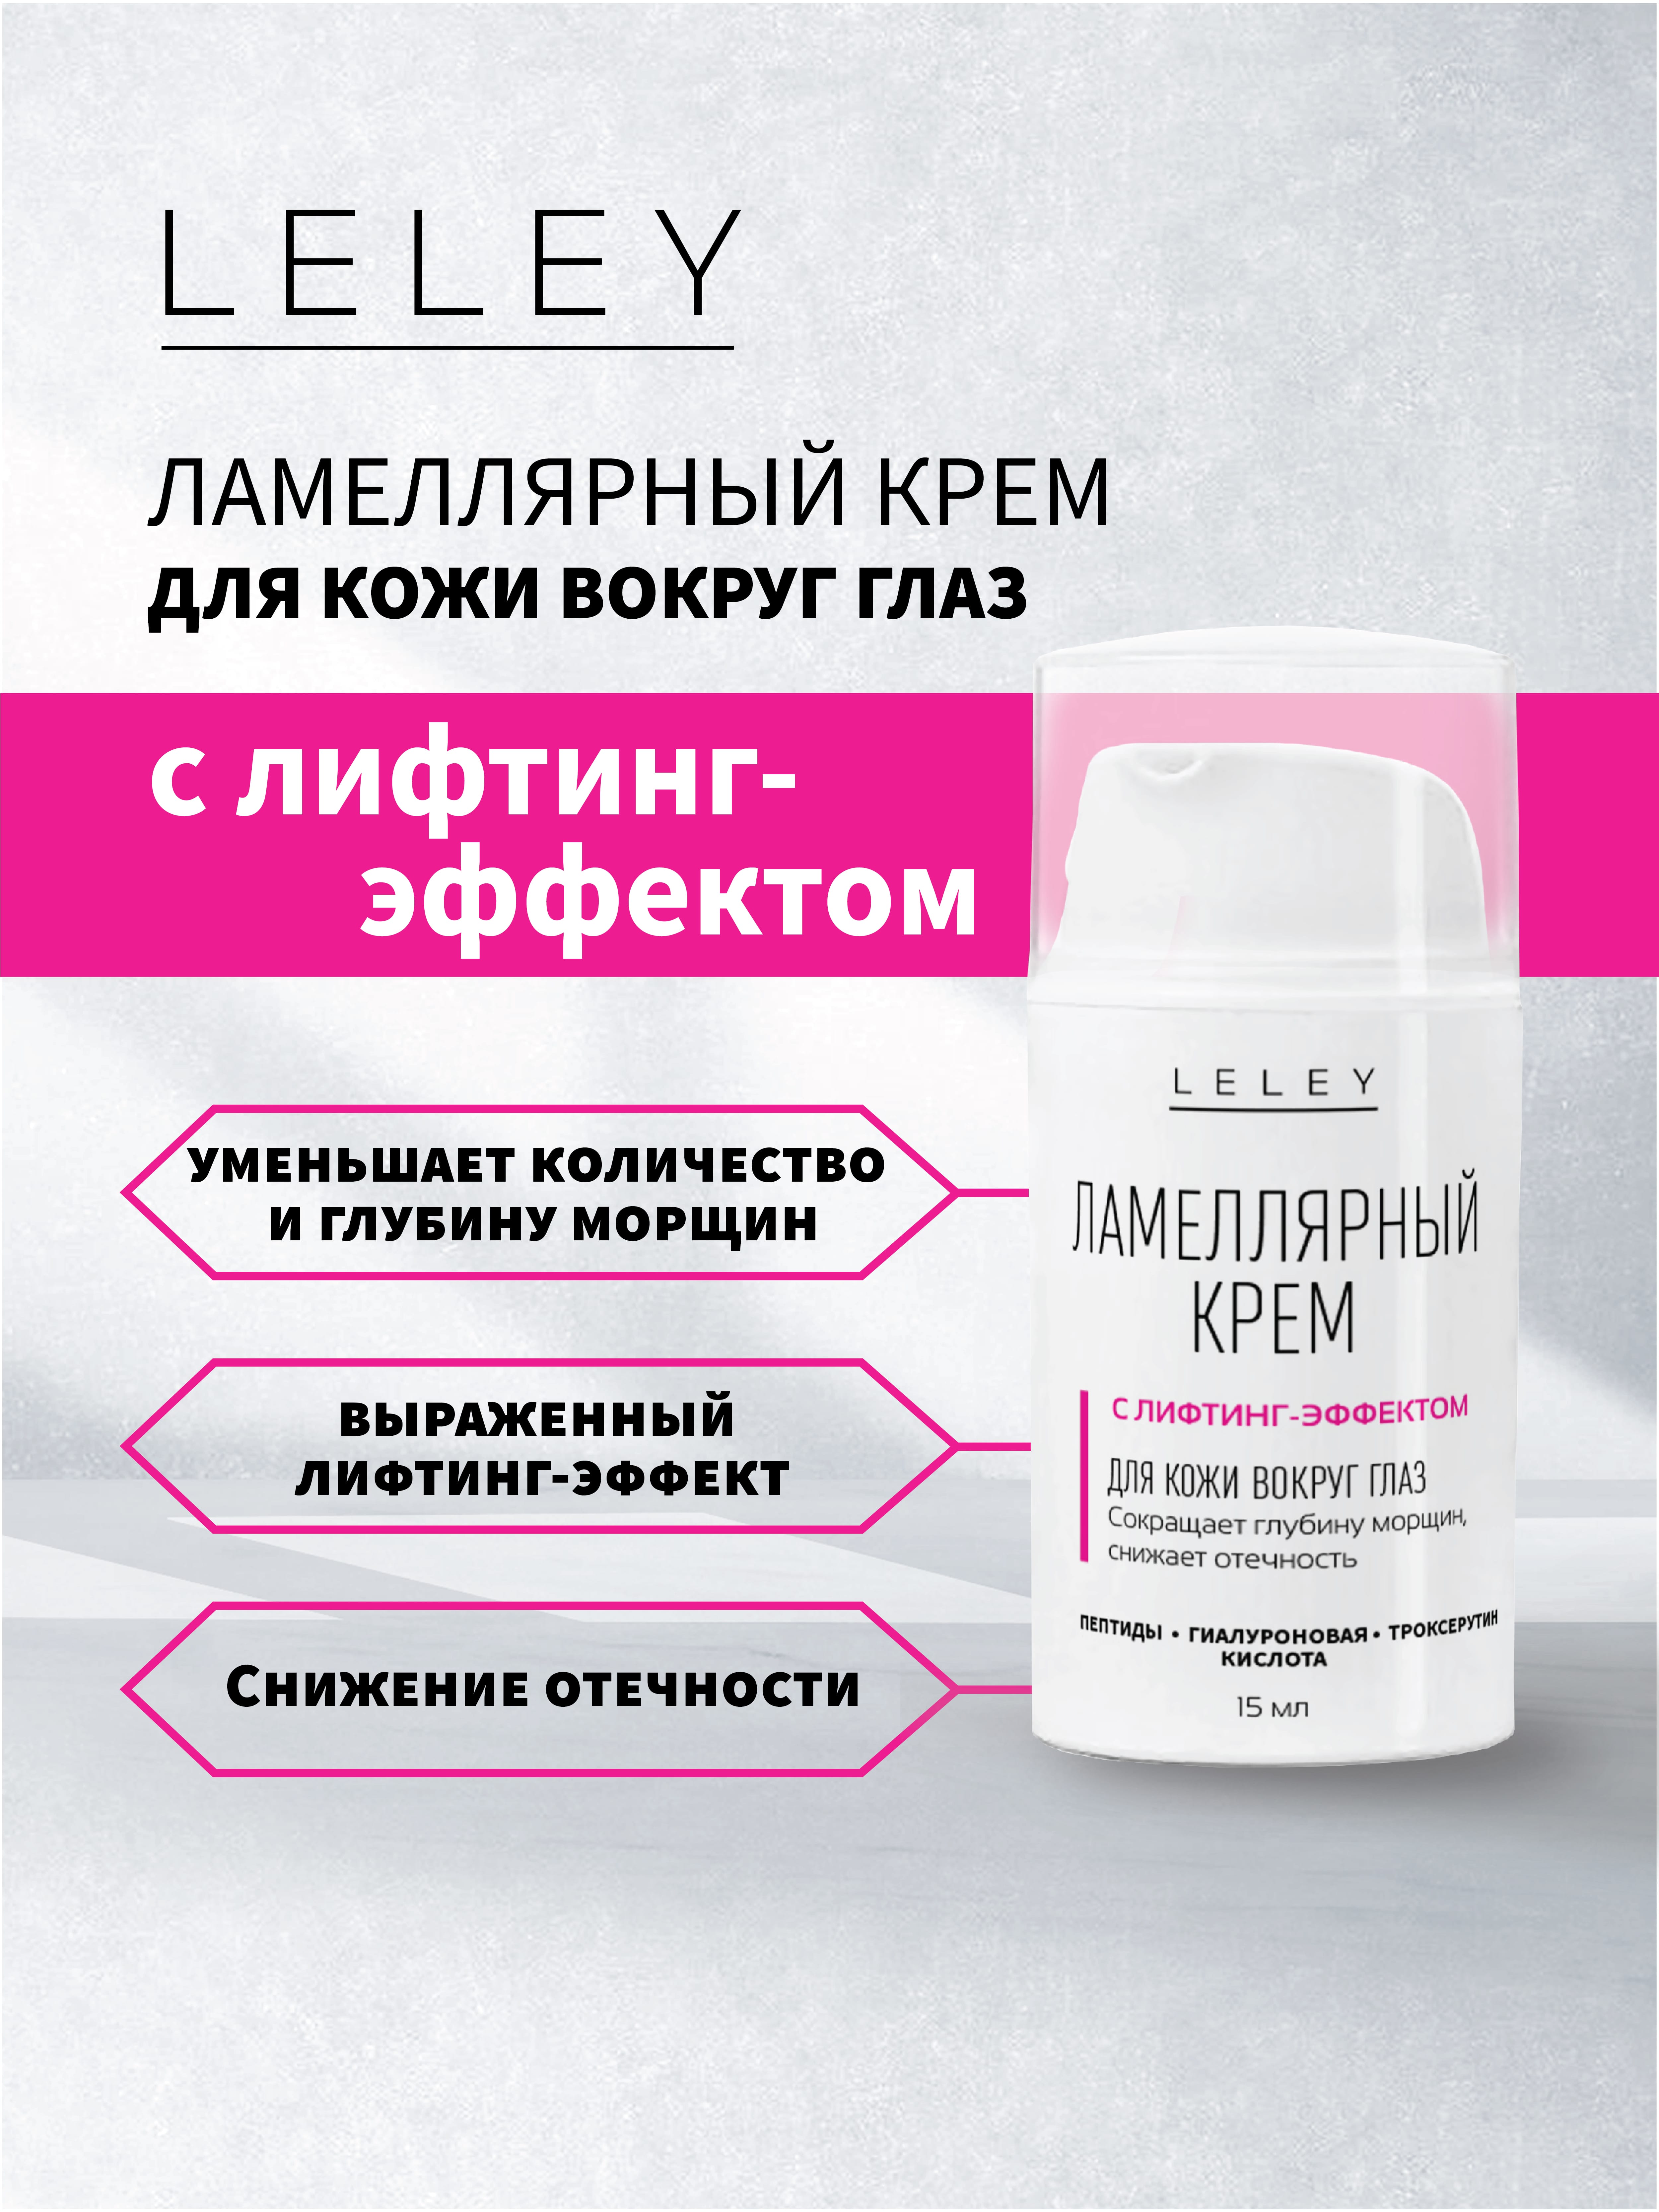 LELEY
ЛАМЕЛЛЯРНЫЙ КРЕМ
ДЛЯ КОЖИ ВОКРУГ ГЛАЗ
с лифтинг-
эффектом
УМЕНЬШАЕТ КОЛИЧЕСТВО
И ГЛУБИНУ МОРЩИН
ВЫРАЖЕННЫЙ
ЛИФТИНГ-ЭФФЕКТ
СНИЖЕНИЕ ОТЕЧНОСТИ
LELEY
ЛАМЕЛЛЯРНЫЙ
КРЕМ
С ЛИФТИНГ-ЭФФЕКТОМ
ДЛЯ КОЖИ ВОКРУГ ГЛАЗ
Сокращает глубину морщин,
снижает отечность
ПЕПТИДЫ • ГИАЛУРОНОВАЯ • ТРОКСЕРУТИН
КИСЛОТА
15 мл